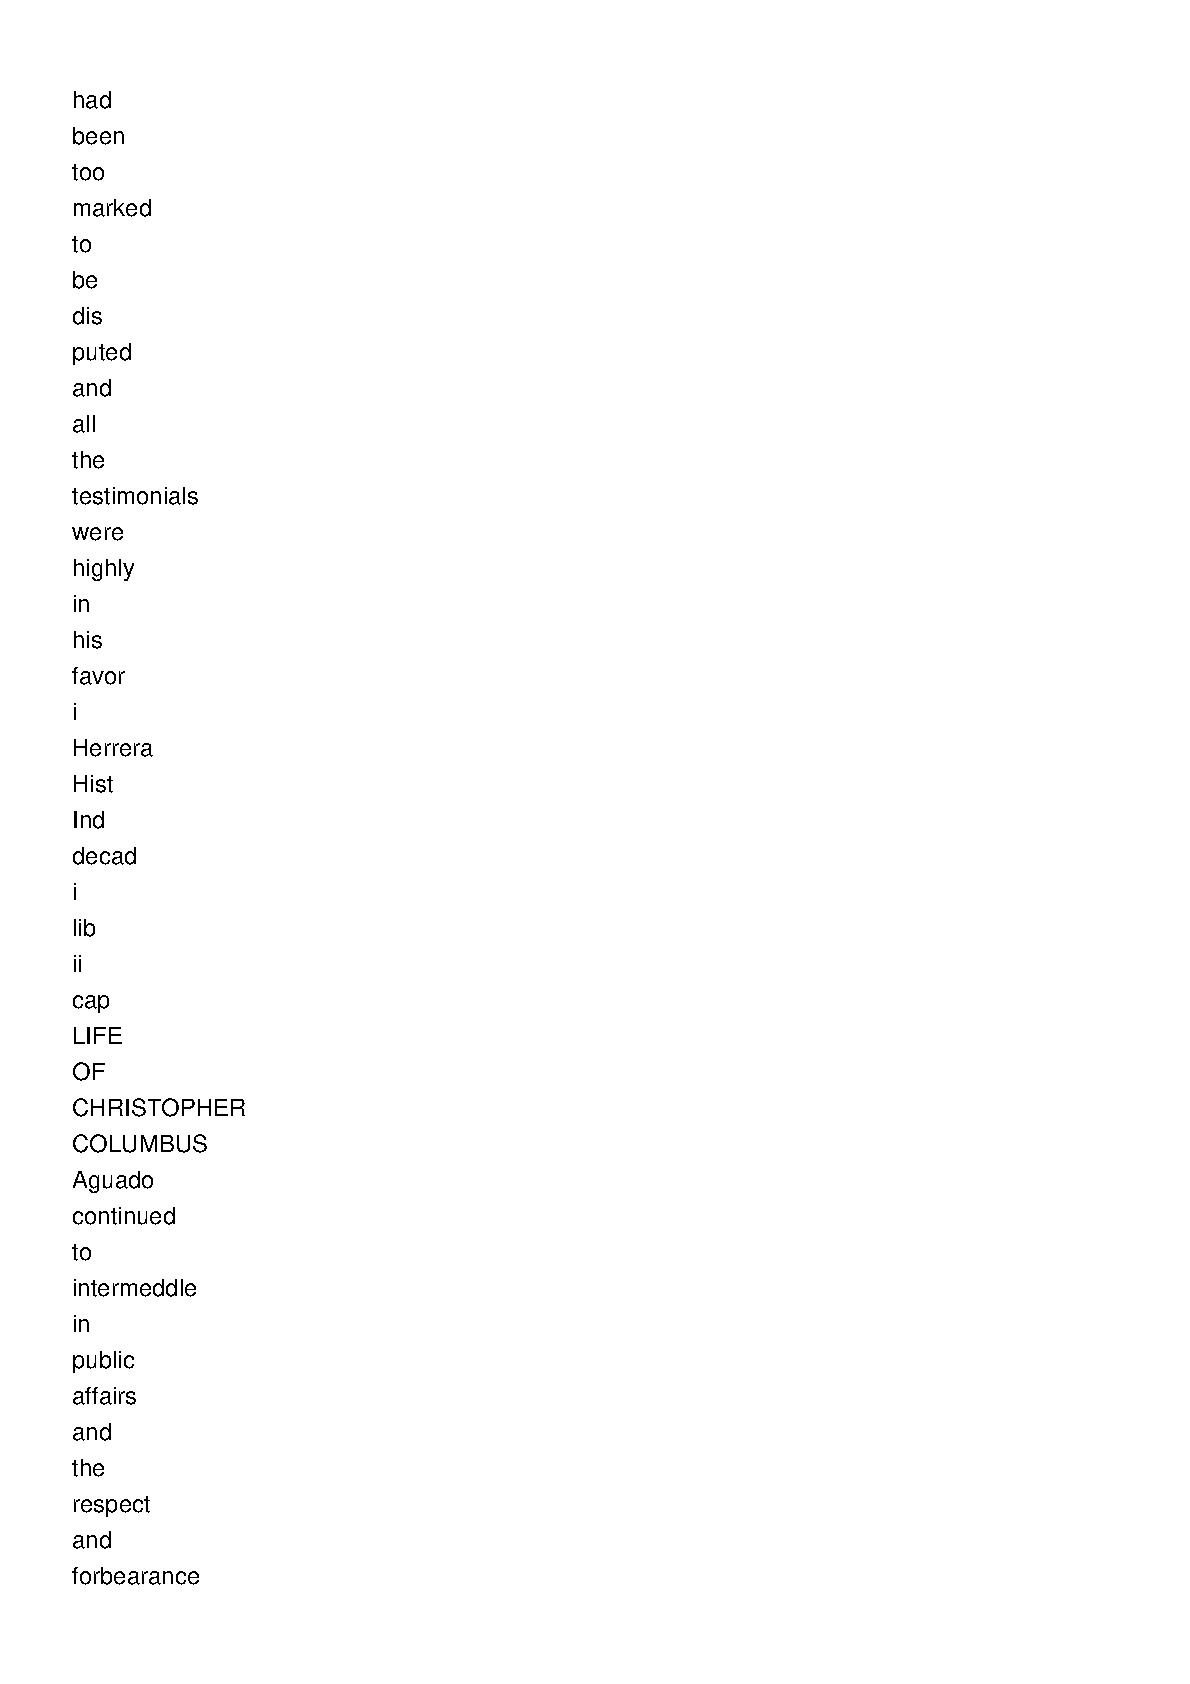 had
been
too
marked
to
be
dis
puted
and
all
the
testimonials
were
highly
in
his
favor
i
Herrera
Hist
Ind
decad
i
lib
ii
cap
LIFE
OF
CHRISTOPHER
COLUMBUS
Aguado
continued
to
intermeddle
in
public
affairs
and
the
respect
and
forbearance